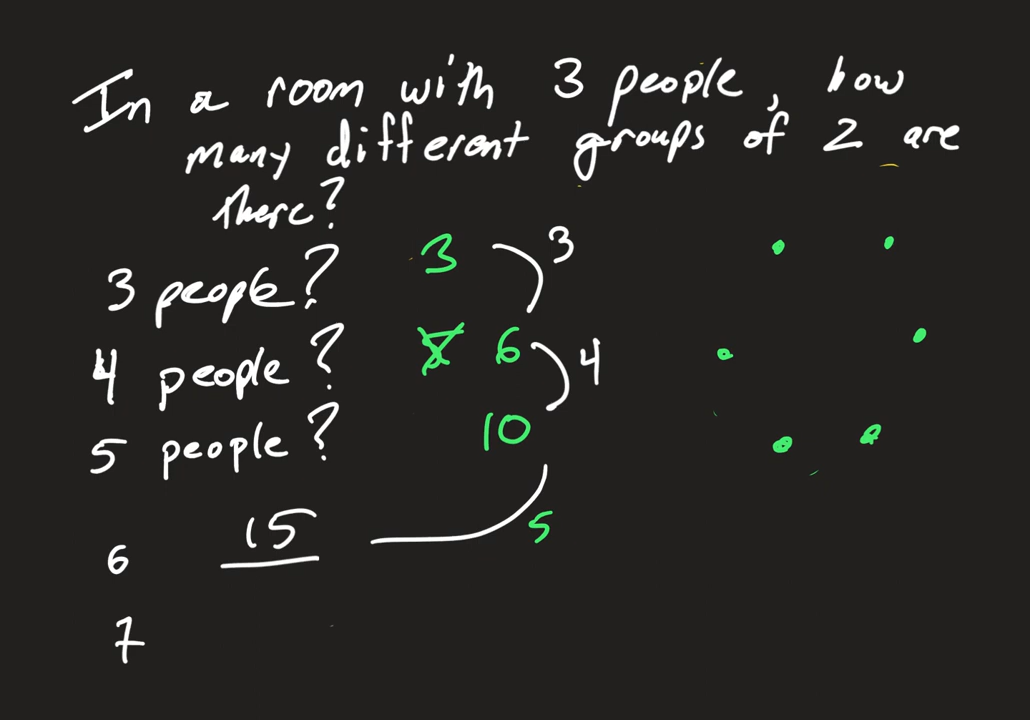 In a room with 3 people, how
many different groups of 2 are
there?
3 people? 3 3
4 people? 6 4
5 people? 10
6 15 5
7